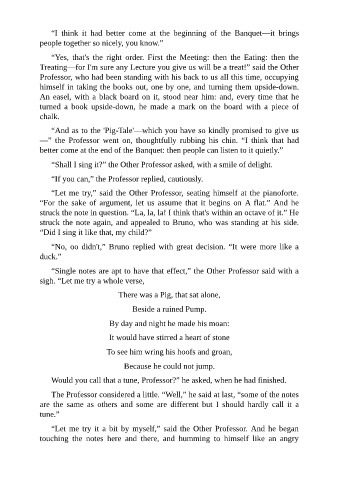 “I think it had better come at the beginning of the Banquet—it brings
people together so nicely, you know.”
“Yes, that's the right order. First the Meeting: then the Eating: then the
Treating—for I'm sure any Lecture you give us will be a treat!” said the Other
Professor, who had been standing with his back to us all this time, occupying
himself in taking the books out, one by one, and turning them upside-down.
An easel, with a black board on it, stood near him: and, every time that he
turned a book upside-down, he made a mark on the board with a piece of
chalk.
“And as to the 'Pig-Tale'—which you have so kindly promised to give us
—” the Professor went on, thoughtfully rubbing his chin. “I think that had
better come at the end of the Banquet: then people can listen to it quietly.”
“Shall I sing it?” the Other Professor asked, with a smile of delight.
“If you can,” the Professor replied, cautiously.
“Let me try,” said the Other Professor, seating himself at the pianoforte.
“For the sake of argument, let us assume that it begins on A flat.” And he
struck the note in question. “La, la, la! I think that's within an octave of it.” He
struck the note again, and appealed to Bruno, who was standing at his side.
“Did I sing it like that, my child?”
“No, oo didn't,” Bruno replied with great decision. “It were more like a
duck.”
“Single notes are apt to have that effect,” the Other Professor said with a
sigh. “Let me try a whole verse,
There was a Pig, that sat alone,
Beside a ruined Pump.
By day and night he made his moan:
It would have stirred a heart of stone
To see him wring his hoofs and groan,
Because he could not jump.
Would you call that a tune, Professor?” he asked, when he had finished.
The Professor considered a little. “Well,” he said at last, “some of the notes
are the same as others and some are different but I should hardly call it a
tune.”
“Let me try it a bit by myself,” said the Other Professor. And he began
touching the notes here and there, and humming to himself like an angry